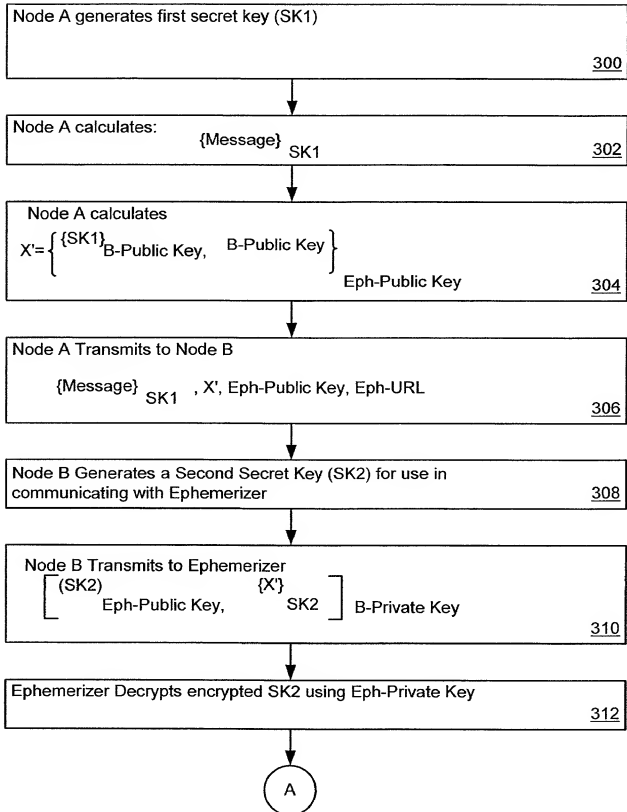 Node A generates first secret key (SK1)
300
Node A calculates:
{Message} SK1
302
Node A calculates
X'= { {SK1} B-Public Key, B-Public Key } Eph-Public Key
304
Node A Transmits to Node B
{Message} SK1 , X', Eph-Public Key, Eph-URL
306
Node B Generates a Second Secret Key (SK2) for use in
communicating with Ephemerizer
308
Node B Transmits to Ephemerizer
[ (SK2) Eph-Public Key, {X'} SK2 ] B-Private Key
310
Ephemerizer Decrypts encrypted SK2 using Eph-Private Key
312
A